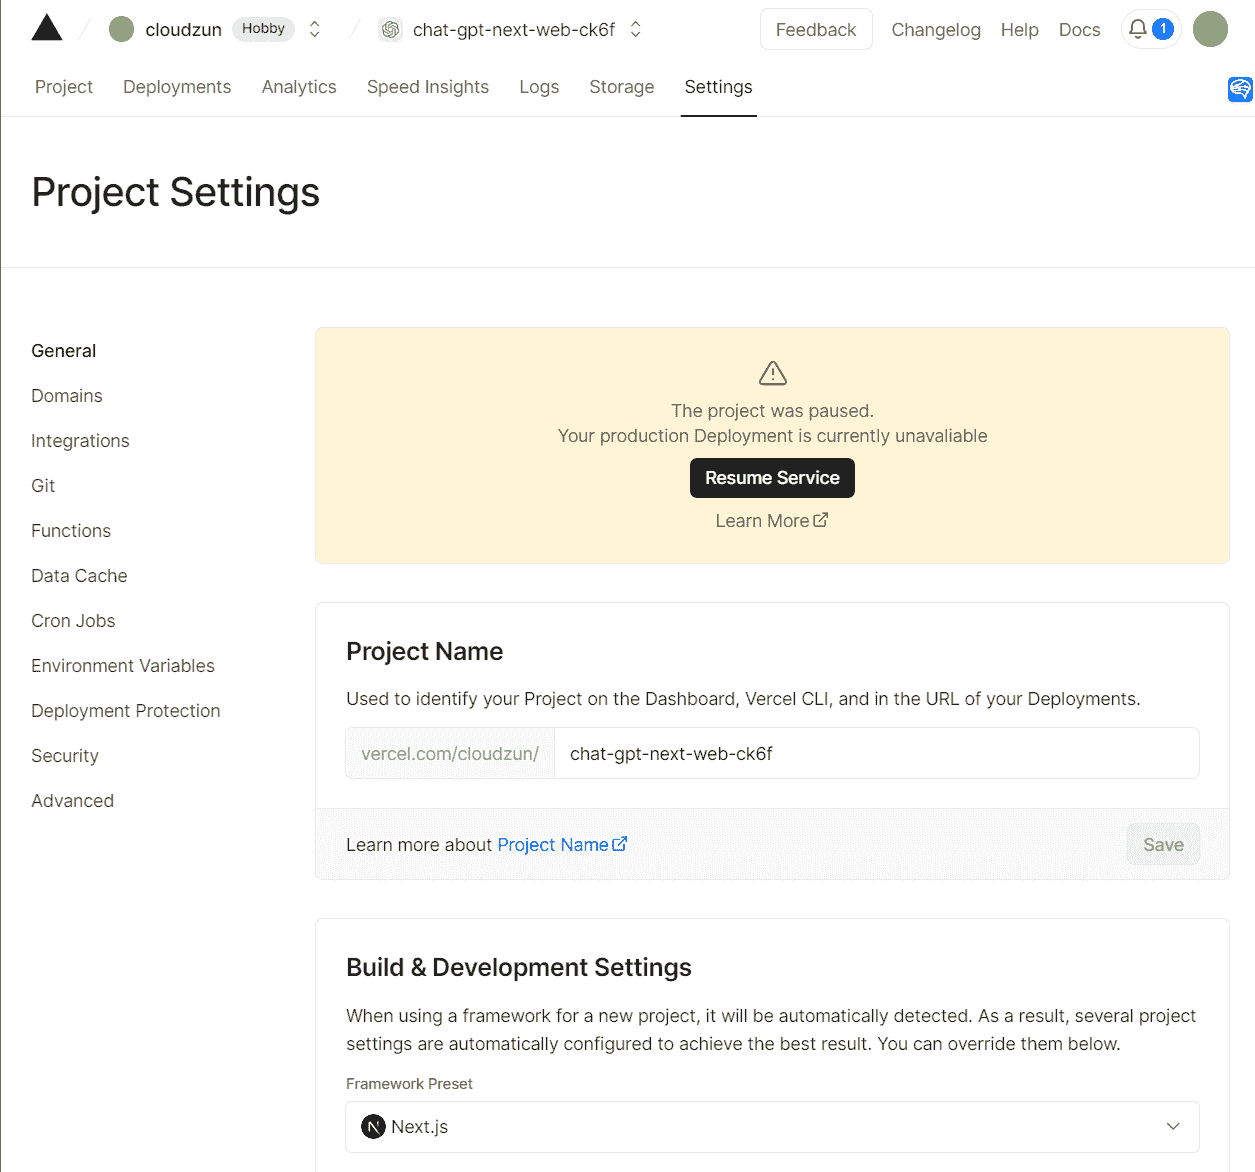 cloudzun Hobby chat-gpt-next-web-ck6f Feedback Changelog Help Docs 1
Project Deployments Analytics Speed Insights Logs Storage Settings
Project Settings
General
Domains
Integrations
Git
Functions
Data Cache
Cron Jobs
Environment Variables
Deployment Protection
Security
Advanced
The project was paused.
Your production Deployment is currently unavaliable
Resume Service
Learn More
Project Name
Used to identify your Project on the Dashboard, Vercel CLI, and in the URL of your Deployments.
vercel.com/cloudzun/ chat-gpt-next-web-ck6f
Learn more about Project Name Save
Build & Development Settings
When using a framework for a new project, it will be automatically detected. As a result, several project
settings are automatically configured to achieve the best result. You can override them below.
Framework Preset
N Next.js